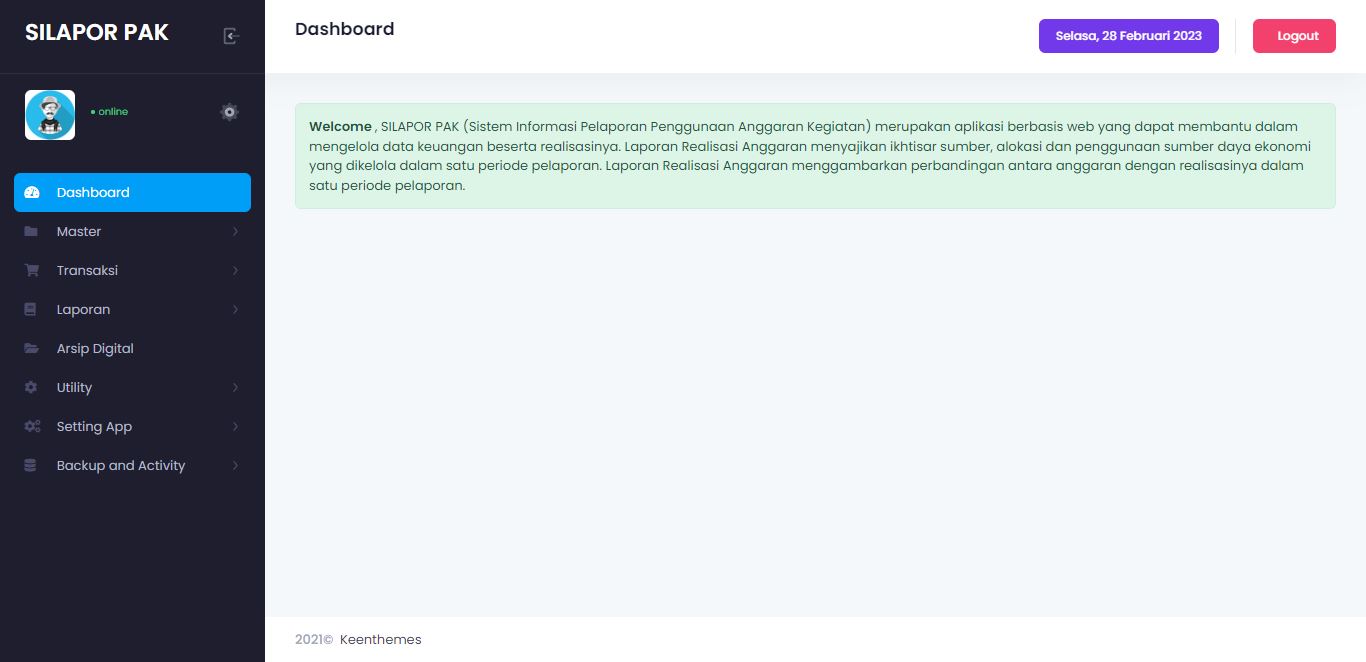 SILAPOR PAK
online
Dashboard
Master
Transaksi
Laporan
Arsip Digital
Utility
Setting App
Backup and Activity
Dashboard
Selasa, 28 Februari 2023
Logout
Welcome , SILAPOR PAK (Sistem Informasi Pelaporan Penggunaan Anggaran Kegiatan) merupakan aplikasi berbasis web yang dapat membantu dalam
mengelola data keuangan beserta realisasinya. Laporan Realisasi Anggaran menyajikan ikhtisar sumber, alokasi dan penggunaan sumber daya ekonomi
yang dikelola dalam satu periode pelaporan. Laporan Realisasi Anggaran menggambarkan perbandingan antara anggaran dengan realisasinya dalam
satu periode pelaporan.
2021© Keenthemes